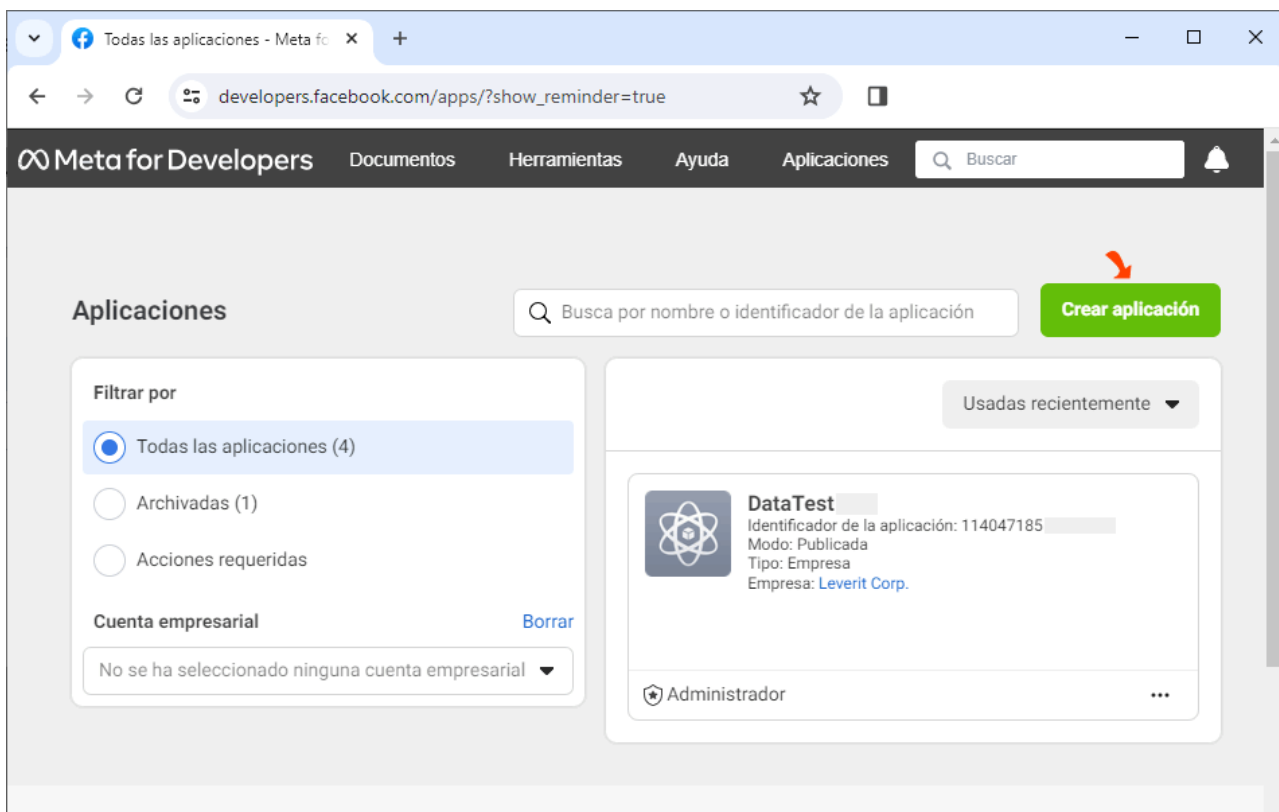 Todas las aplicaciones - Meta fo
developers.facebook.com/apps/?show_reminder=true
Meta for Developers Documentos Herramientas Ayuda Aplicaciones Buscar
Aplicaciones
Busca por nombre o identificador de la aplicación
Crear aplicación
Filtrar por
Todas las aplicaciones (4)
Archivadas (1)
Acciones requeridas
Cuenta empresarial Borrar
No se ha seleccionado ninguna cuenta empresarial
Usadas recientemente
DataTest
Identificador de la aplicación: 114047185
Modo: Publicada
Tipo: Empresa
Empresa: Leverit Corp.
Administrador